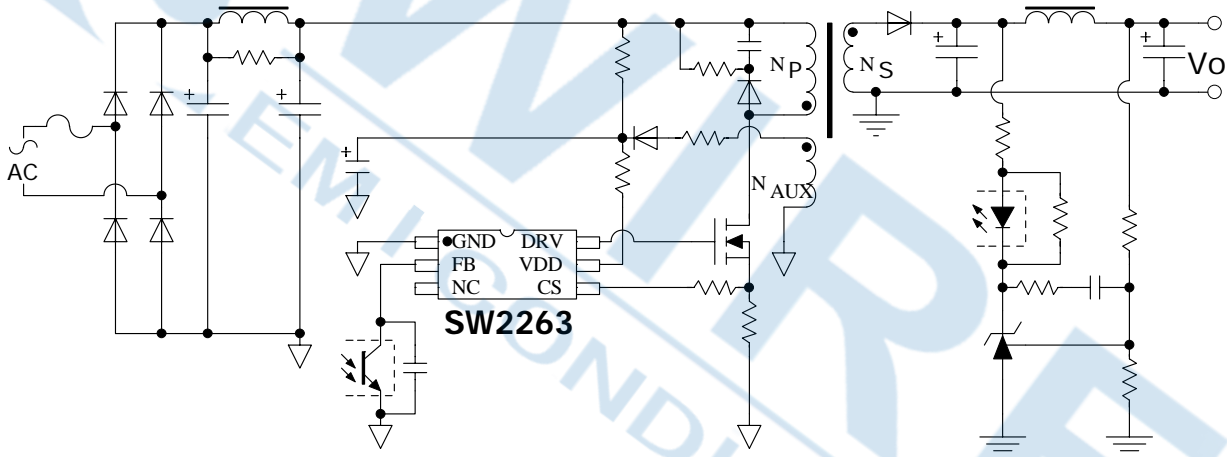 AC
NP
NS
Vo
NAUX
GND
DRV
FB
VDD
NC
CS
SW2263